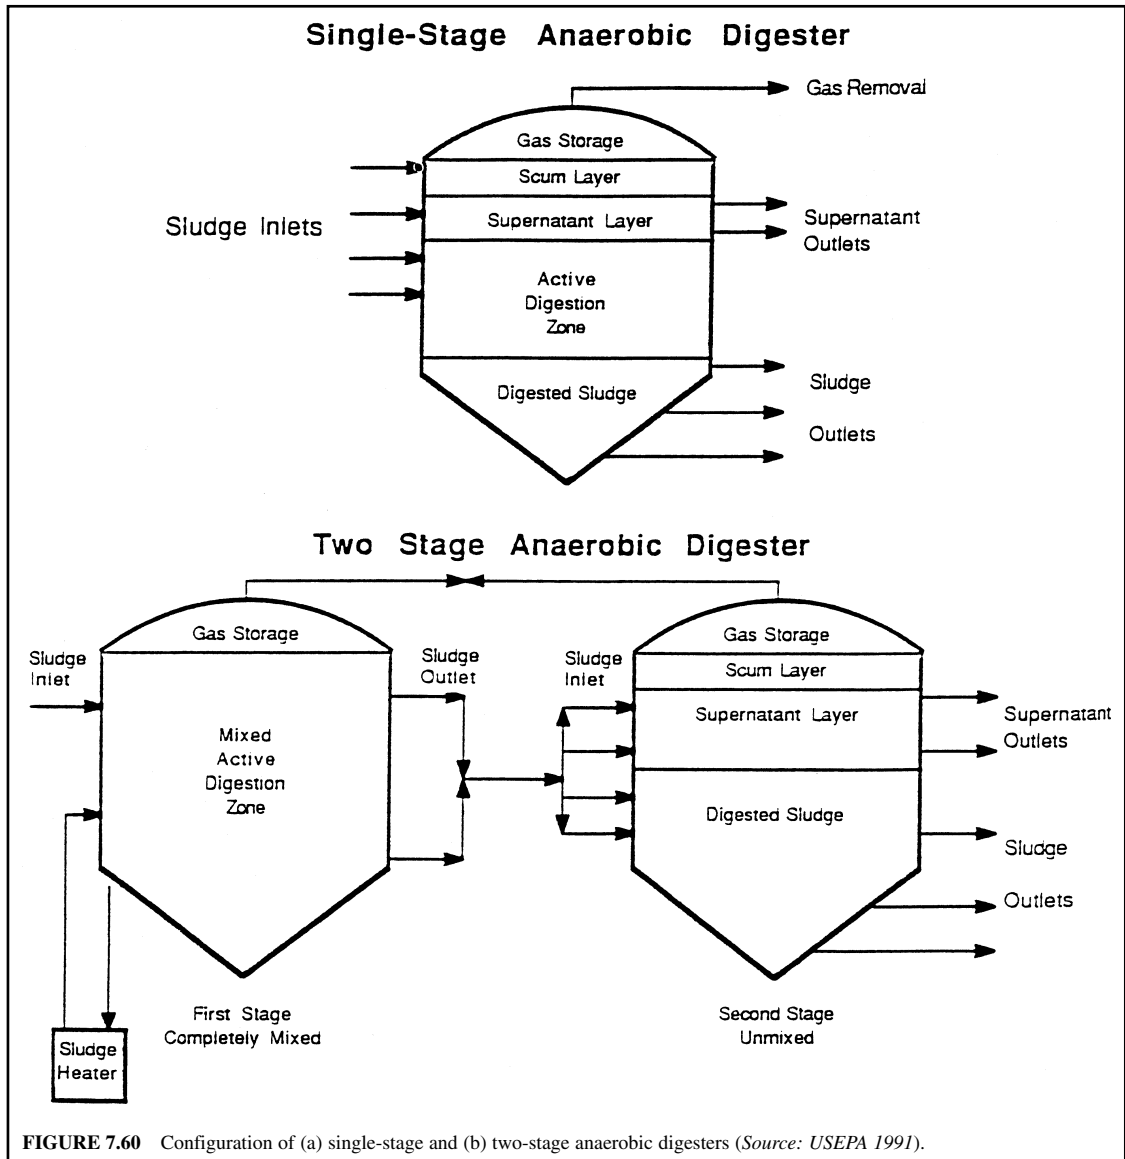 Single-Stage Anaerobic Digester
Gas Removal
Gas Storage
Scum Layer
Sludge Inlets
Supernatant Layer
Supernatant
Outlets
Active
Digestion
Zone
Sludge
Digested Sludge
Outlets
Two Stage Anaerobic Digester
Gas Storage
Sludge
Inlet
Sludge
Outlet
Mixed
Active
Digestion
Zone
Sludge
Inlet
Gas Storage
Scum Layer
Supernatant Layer
Supernatant
Outlets
Digested Sludge
Sludge
Outlets
First Stage
Completely Mixed
Second Stage
Unmixed
Sludge
Heater
FIGURE 7.60 Configuration of (a) single-stage and (b) two-stage anaerobic digesters (Source: USEPA 1991).